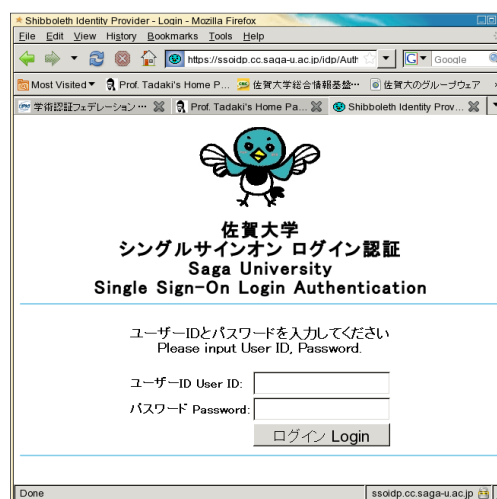 Shibboleth Identity Provider - Login - Mozilla Firefox
File Edit View History Bookmarks Tools Help
https://ssoidp.cc.saga-u.ac.jp/idp/Auth Google
Most Visited Prof. Tadaki's Home P... 佐賀大学総合情報基盤… 佐賀大のグループウェア
学術認証フェデレーション… Prof. Tadaki's Home Pa... Shibboleth Identity Prov...
佐賀大学
シングルサインオン ログイン認証
Saga University
Single Sign-On Login Authentication
ユーザーIDとパスワードを入力してください
Please input User ID, Password.
ユーザーID User ID:
パスワード Password:
ログイン Login
Done ssoidp.cc.saga-u.ac.jp